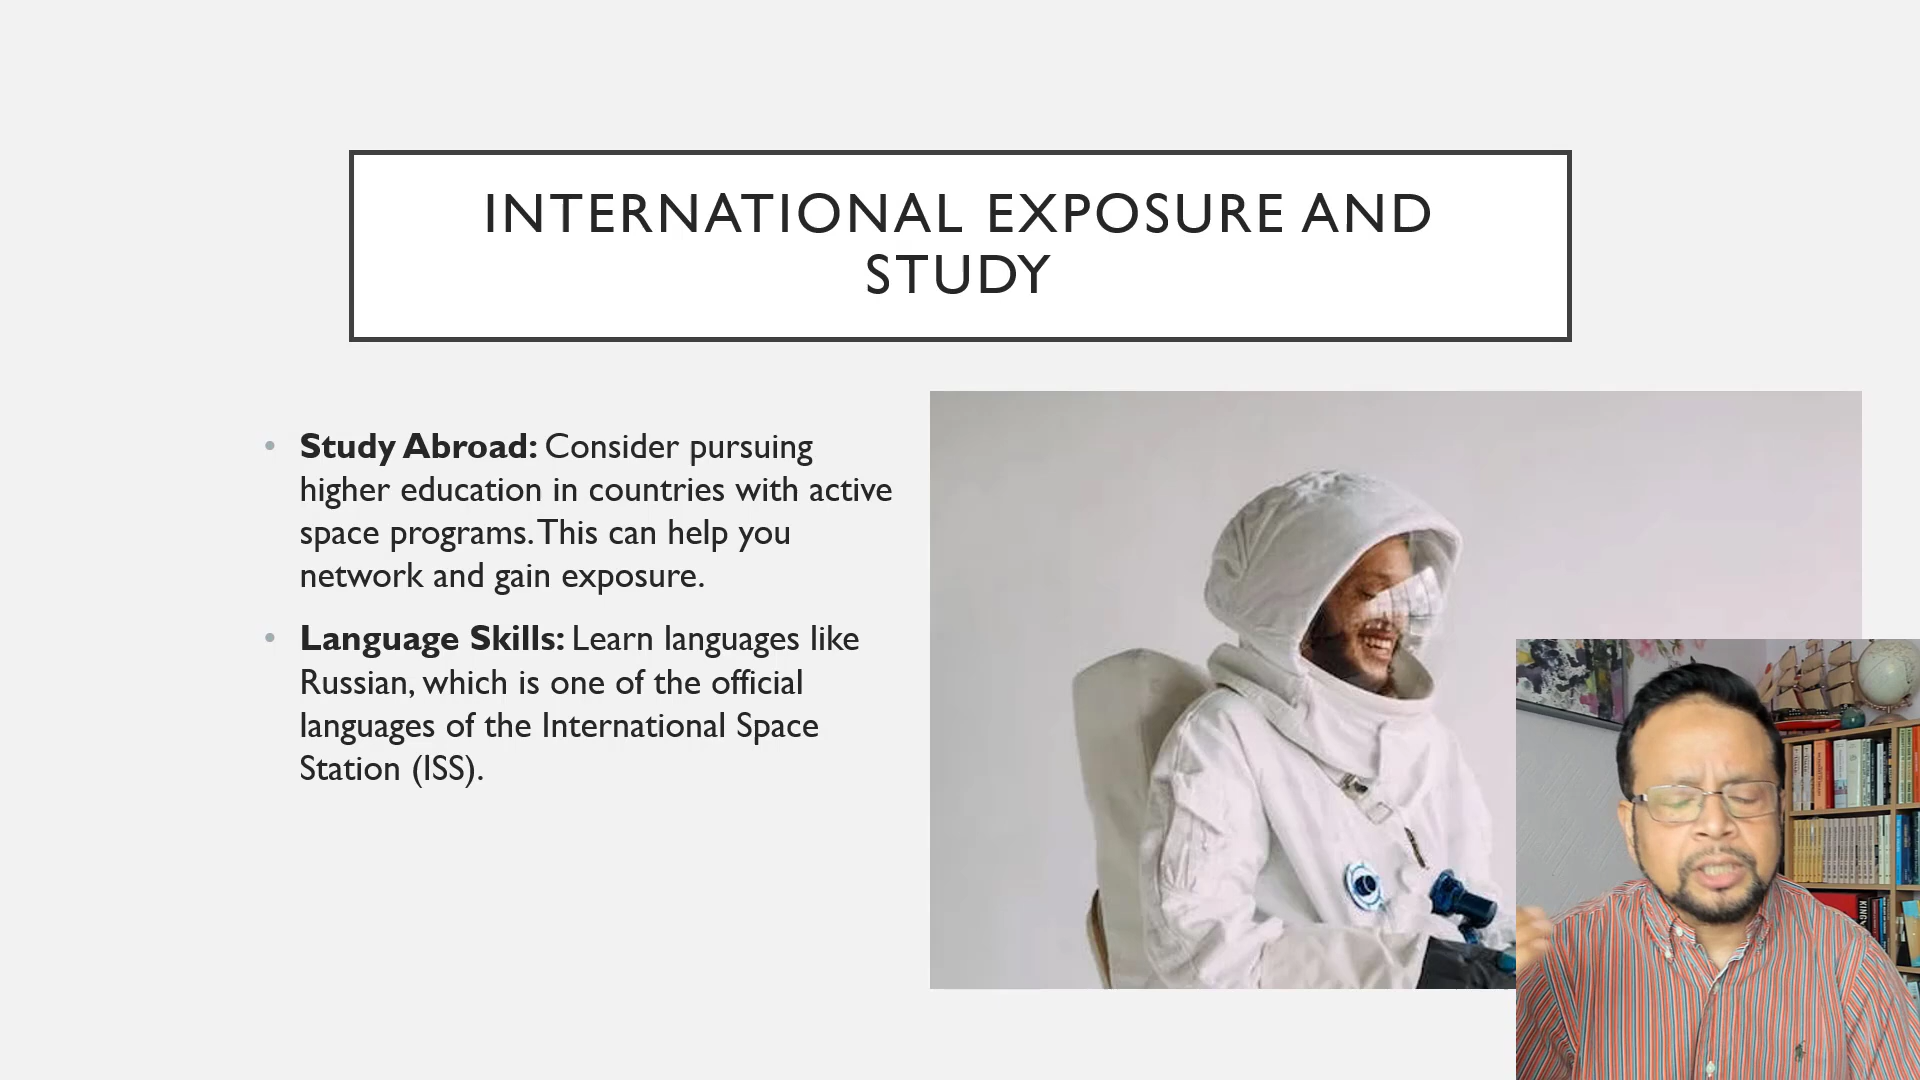 INTERNATIONAL EXPOSURE AND
STUDY
• Study Abroad: Consider pursuing
higher education in countries with active
space programs. This can help you
network and gain exposure.
• Language Skills: Learn languages like
Russian, which is one of the official
languages of the International Space
Station (ISS).